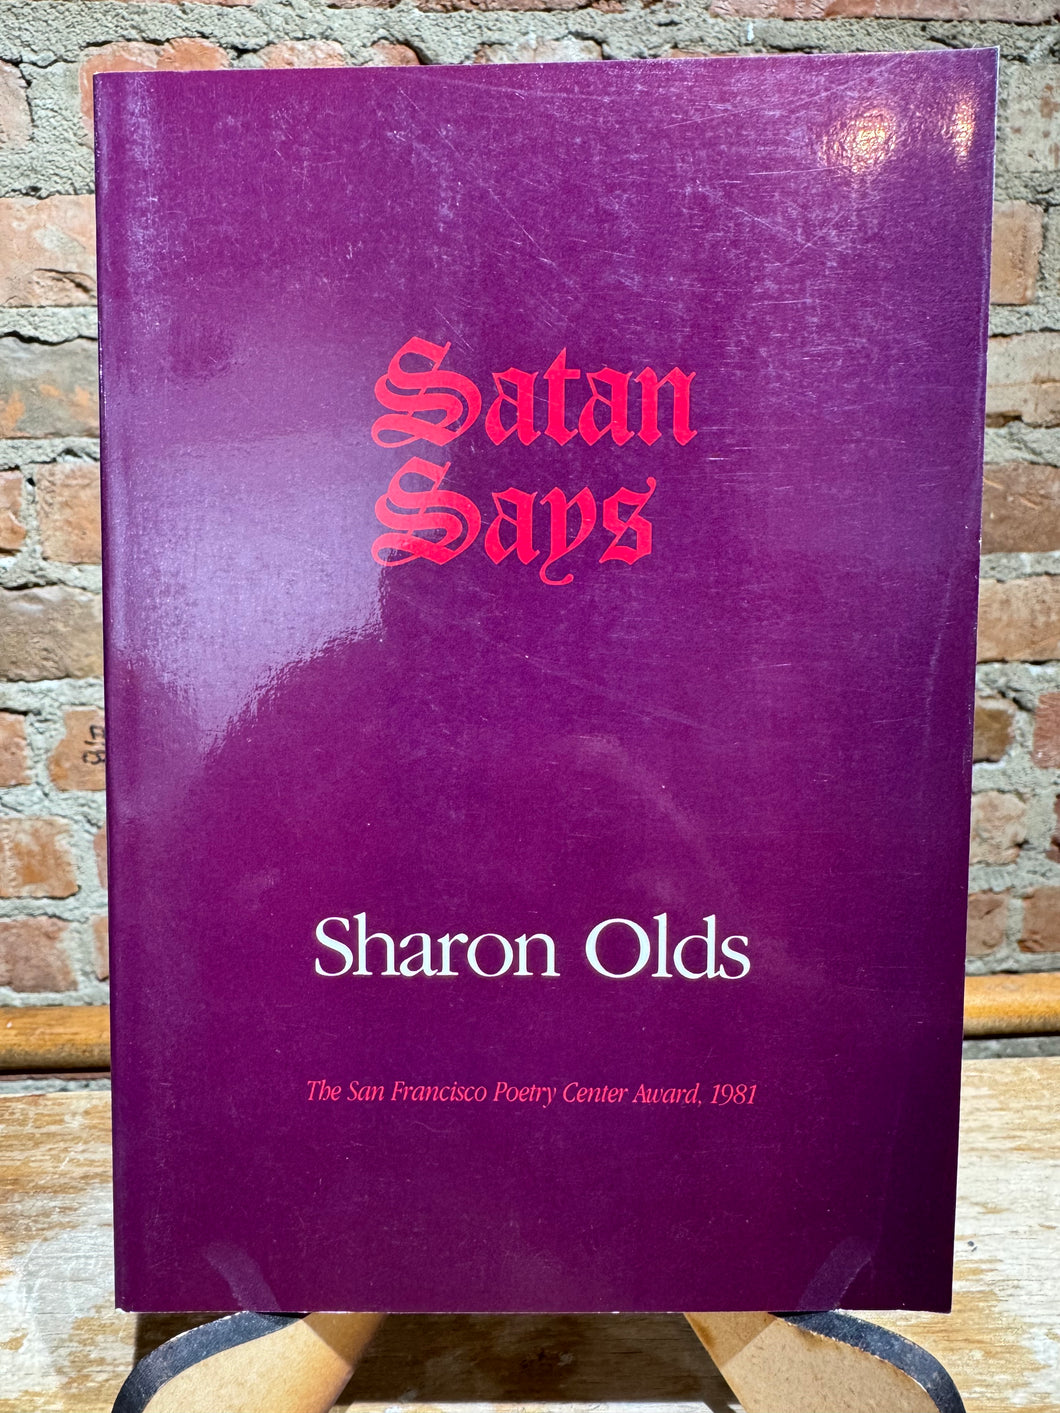 Satan
Says
Sharon Olds
The San Francisco Poetry Center Award, 1981